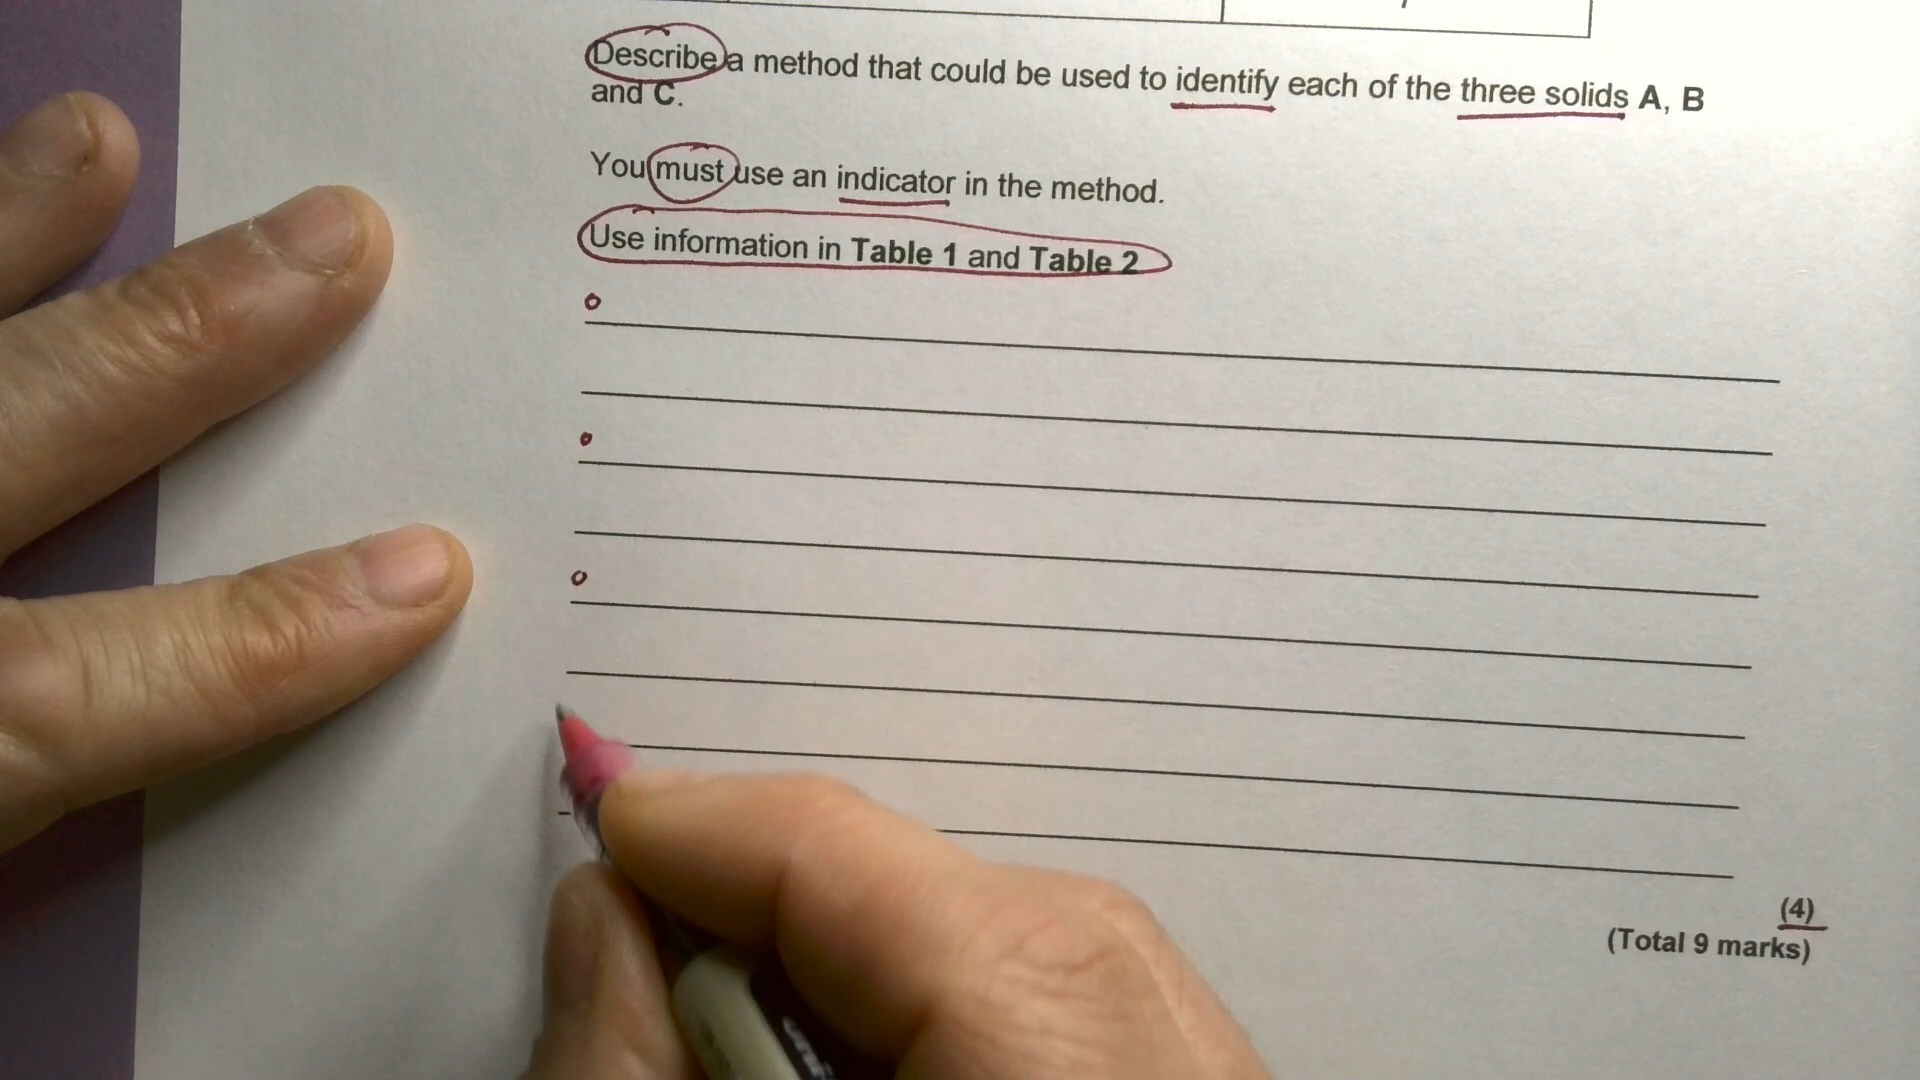 Describe a method that could be used to identify each of the three solids A, B
and C.
You must use an indicator in the method.
Use information in Table 1 and Table 2
(4)
(Total 9 marks)